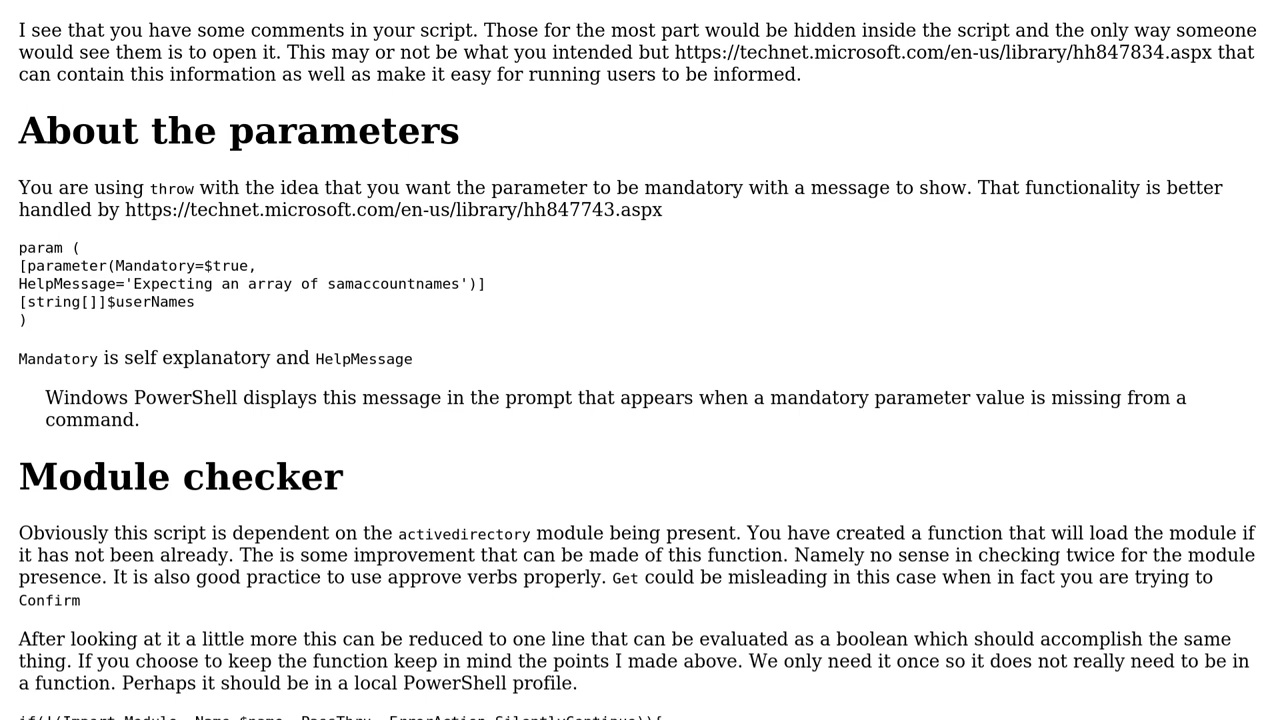 I see that you have some comments in your script. Those for the most part would be hidden inside the script and the only way someone
would see them is to open it. This may or not be what you intended but https://technet.microsoft.com/en-us/library/hh847834.aspx that
can contain this information as well as make it easy for running users to be informed.
About the parameters
You are using throw with the idea that you want the parameter to be mandatory with a message to show. That functionality is better
handled by https://technet.microsoft.com/en-us/library/hh847743.aspx
param (
[parameter(Mandatory=$true,
HelpMessage='Expecting an array of samaccountnames')]
[string[]]$userNames
)
Mandatory is self explanatory and HelpMessage
Windows PowerShell displays this message in the prompt that appears when a mandatory parameter value is missing from a
command.
Module checker
Obviously this script is dependent on the activedirectory module being present. You have created a function that will load the module if
it has not been already. The is some improvement that can be made of this function. Namely no sense in checking twice for the module
presence. It is also good practice to use approve verbs properly. Get could be misleading in this case when in fact you are trying to
Confirm
After looking at it a little more this can be reduced to one line that can be evaluated as a boolean which should accomplish the same
thing. If you choose to keep the function keep in mind the points I made above. We only need it once so it does not really need to be in
a function. Perhaps it should be in a local PowerShell profile.
if(!(Import-Module -Name $name -PassThru -ErrorAction SilentlyContinue)){